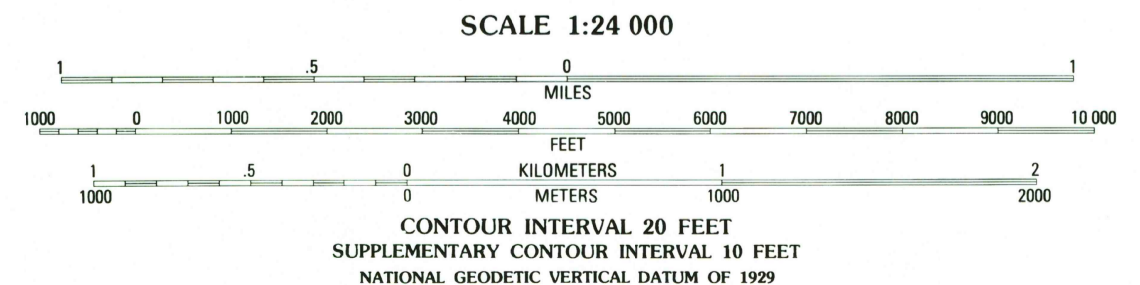 SCALE 1:24 000
1 .5 0 1
MILES
1000 0 1000 2000 3000 4000 5000 6000 7000 8000 9000 10 000
FEET
1 .5 0 KILOMETERS 1 2
1000 0 METERS 1000 2000
CONTOUR INTERVAL 20 FEET
SUPPLEMENTARY CONTOUR INTERVAL 10 FEET
NATIONAL GEODETIC VERTICAL DATUM OF 1929